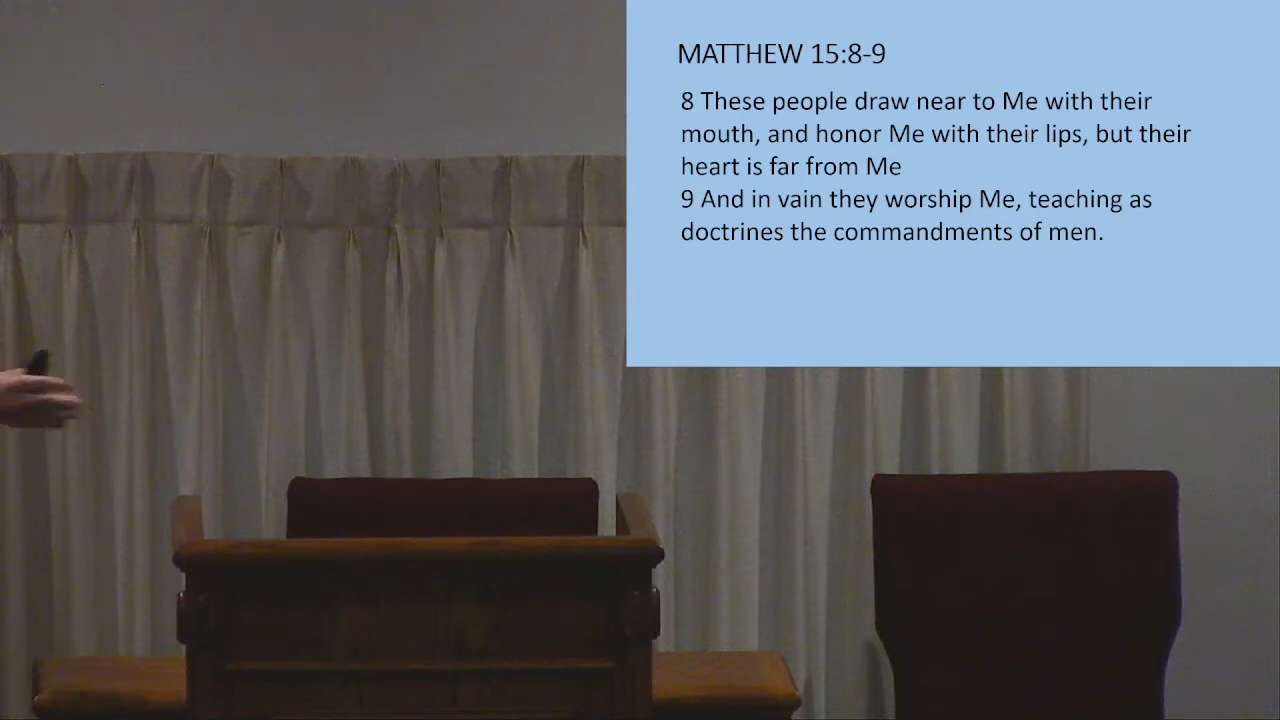 MATTHEW 15:8-9
8 These people draw near to Me with their
mouth, and honor Me with their lips, but their
heart is far from Me
9 And in vain they worship Me, teaching as
doctrines the commandments of men.